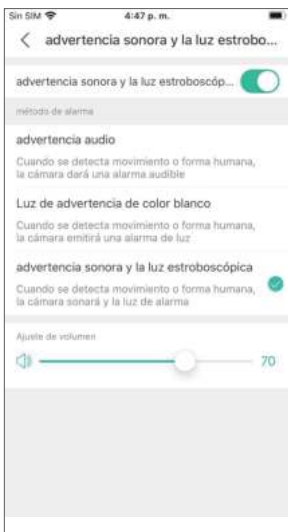 Sin SIM 4:47 p. m.
advertencia sonora y la luz estrobo...
advertencia sonora y la luz estroboscóp...
método de alarma
advertencia audio
Cuando se detecta movimiento o forma humana,
la cámara dará una alarma audible
Luz de advertencia de color blanco
Cuando se detecta movimiento o forma humana,
la cámara emitirá una alarma de luz
advertencia sonora y la luz estroboscópica
Cuando se detecta movimiento o forma humana,
la cámara sonará y la luz de alarma
Ajuste de volumen
70